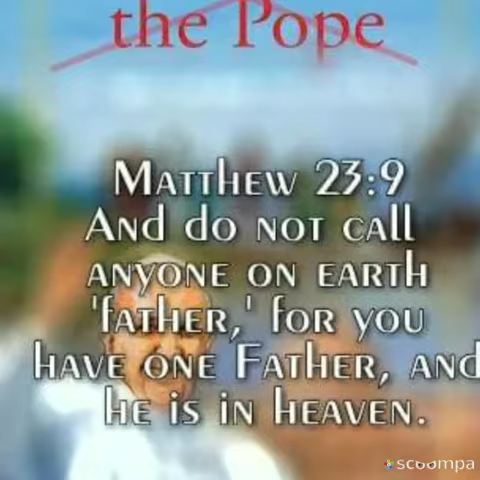 the Pope
Matthew 23:9
And do not call
anyone on earth
'father,' for you
have one Father, and
he is in heaven.
scoompa